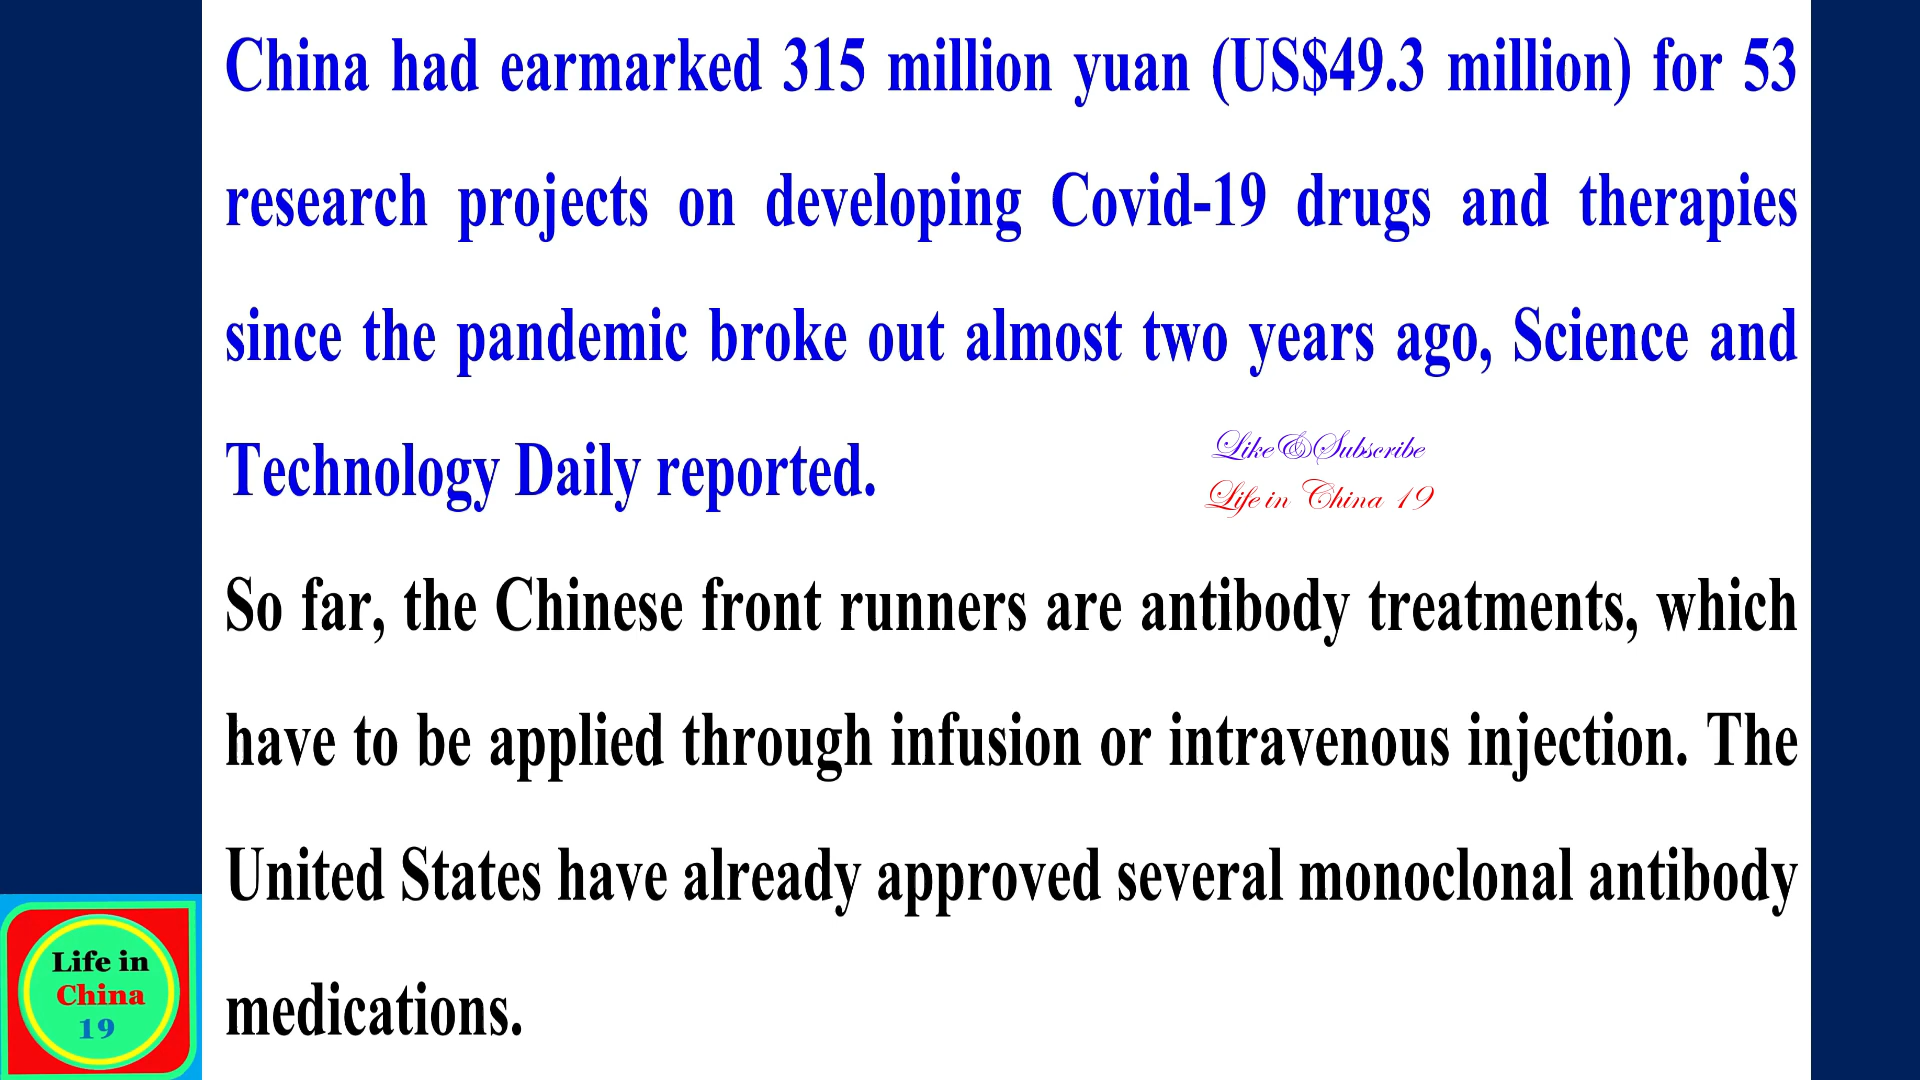 China had earmarked 315 million yuan (US$49.3 million) for 53
research projects on developing Covid-19 drugs and therapies
since the pandemic broke out almost two years ago, Science and
Technology Daily reported.
Like&Subscribe
Life in China 19
So far, the Chinese front runners are antibody treatments, which
have to be applied through infusion or intravenous injection. The
United States have already approved several monoclonal antibody
medications.
Life in
China
19